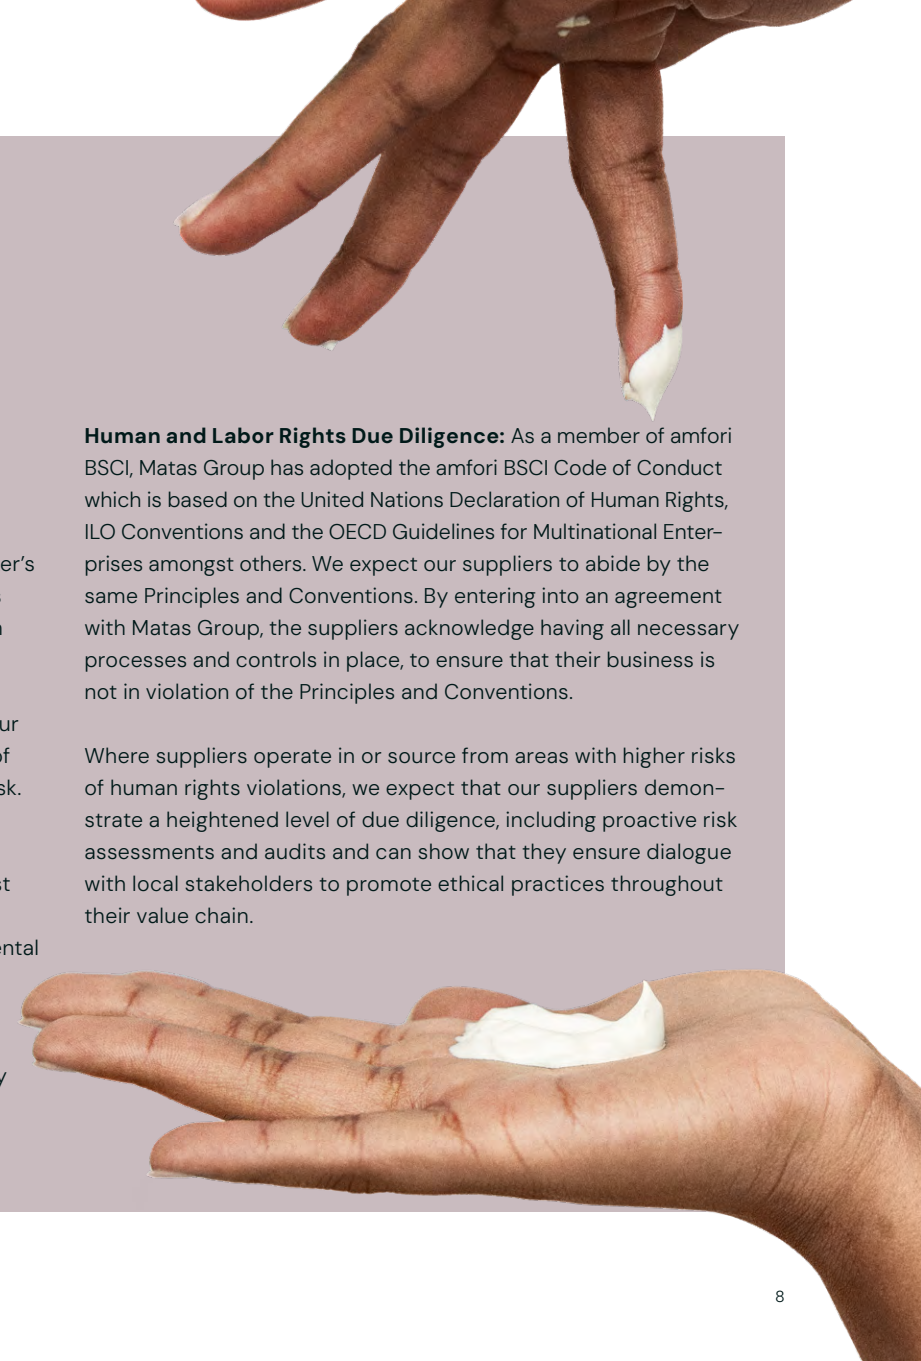 er's
s
n
ur
of
sk.
st
ental
y
Human and Labor Rights Due Diligence: As a member of amfori
BSCI, Matas Group has adopted the amfori BSCI Code of Conduct
which is based on the United Nations Declaration of Human Rights,
ILO Conventions and the OECD Guidelines for Multinational Enter-
prises amongst others. We expect our suppliers to abide by the
same Principles and Conventions. By entering into an agreement
with Matas Group, the suppliers acknowledge having all necessary
processes and controls in place, to ensure that their business is
not in violation of the Principles and Conventions.
Where suppliers operate in or source from areas with higher risks
of human rights violations, we expect that our suppliers demon-
strate a heightened level of due diligence, including proactive risk
assessments and audits and can show that they ensure dialogue
with local stakeholders to promote ethical practices throughout
their value chain.
8